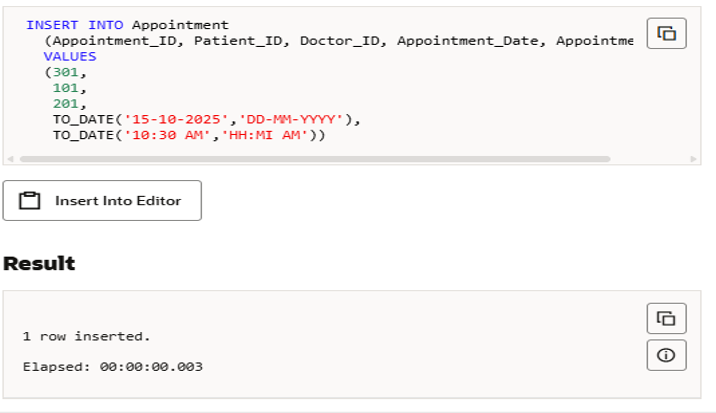 INSERT INTO Appointment
(Appointment_ID, Patient_ID, Doctor_ID, Appointment_Date, Appointme
VALUES
(301,
101,
201,
TO_DATE('15-10-2025','DD-MM-YYYY'),
TO_DATE('10:30 AM','HH:MI AM'))
Insert Into Editor
Result
1 row inserted.
Elapsed: 00:00:00.003